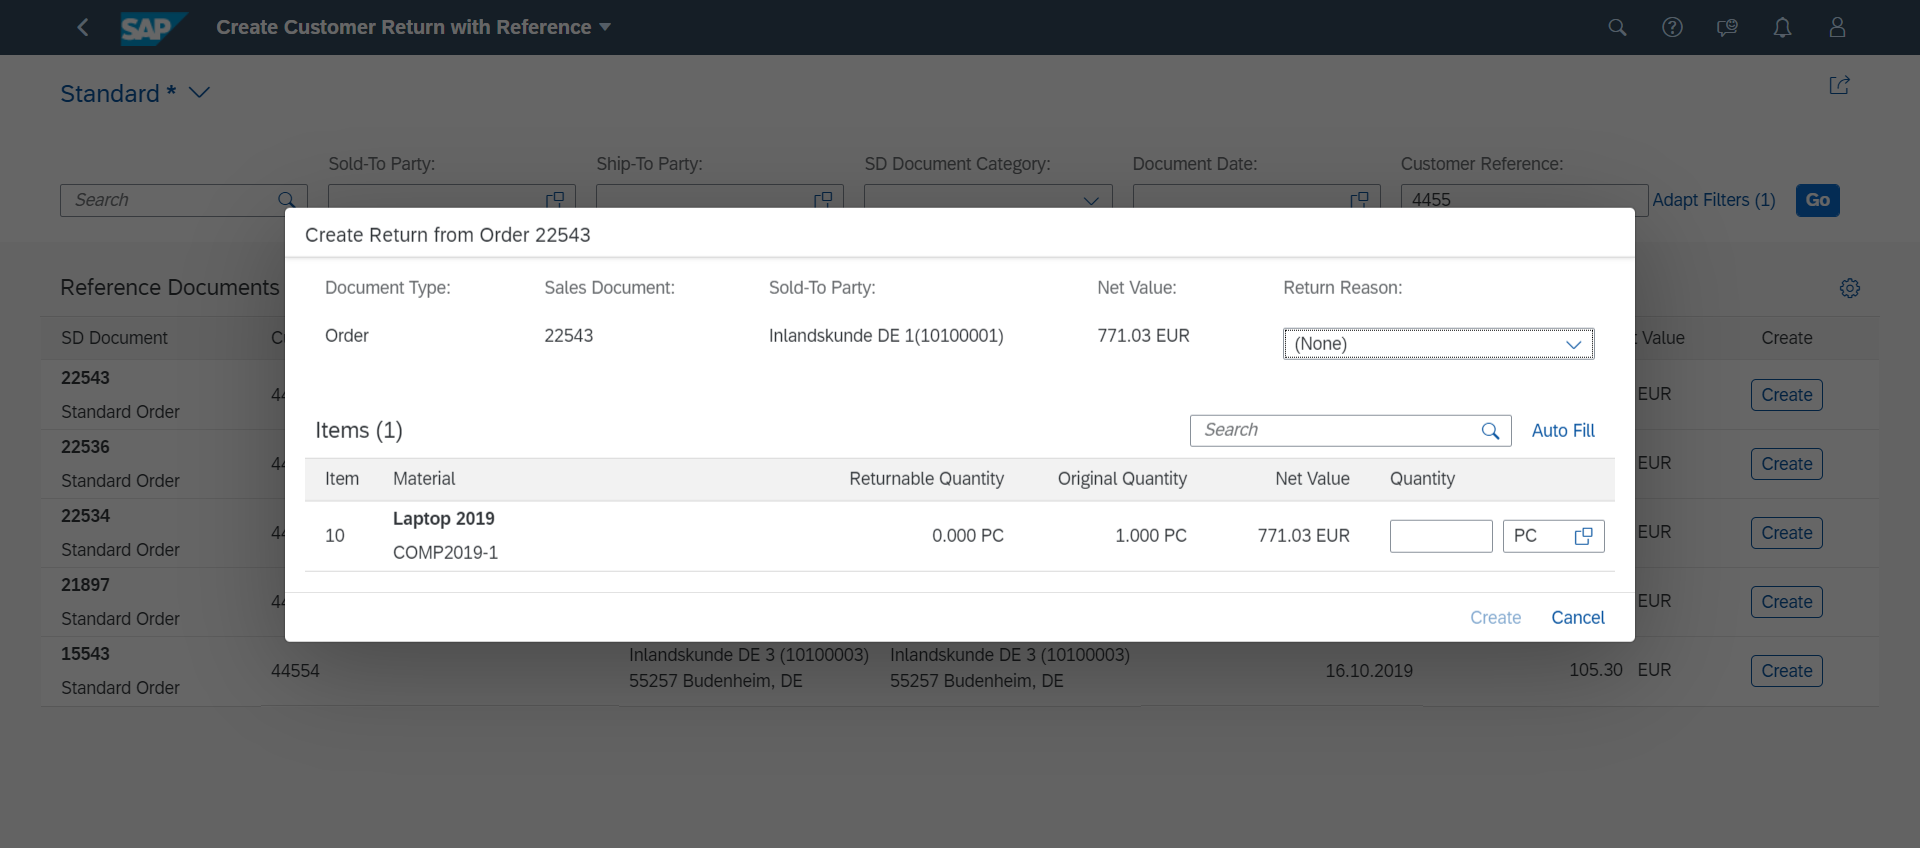 SAP Create Customer Return with Reference
Standard *
Sold-To Party: Ship-To Party: SD Document Category: Document Date: Customer Reference:
Search 4455 Adapt Filters (1) Go
Create Return from Order 22543
Document Type: Sales Document: Sold-To Party: Net Value: Return Reason:
Order 22543 Inlandskunde DE 1(10100001) 771.03 EUR (None)
Items (1) Search Auto Fill
Item Material Returnable Quantity Original Quantity Net Value Quantity
Laptop 2019
10 0.000 PC 1.000 PC 771.03 EUR PC
COMP2019-1
Create Cancel
Reference Documents
SD Document Value Create
22543
Standard Order 44 EUR Create
22536
Standard Order 44 EUR Create
22534
Standard Order 44 EUR Create
21897
Standard Order 44 EUR Create
15543
Standard Order
44554
Inlandskunde DE 3 (10100003) Inlandskunde DE 3 (10100003)
55257 Budenheim, DE 55257 Budenheim, DE
16.10.2019 105.30 EUR Create